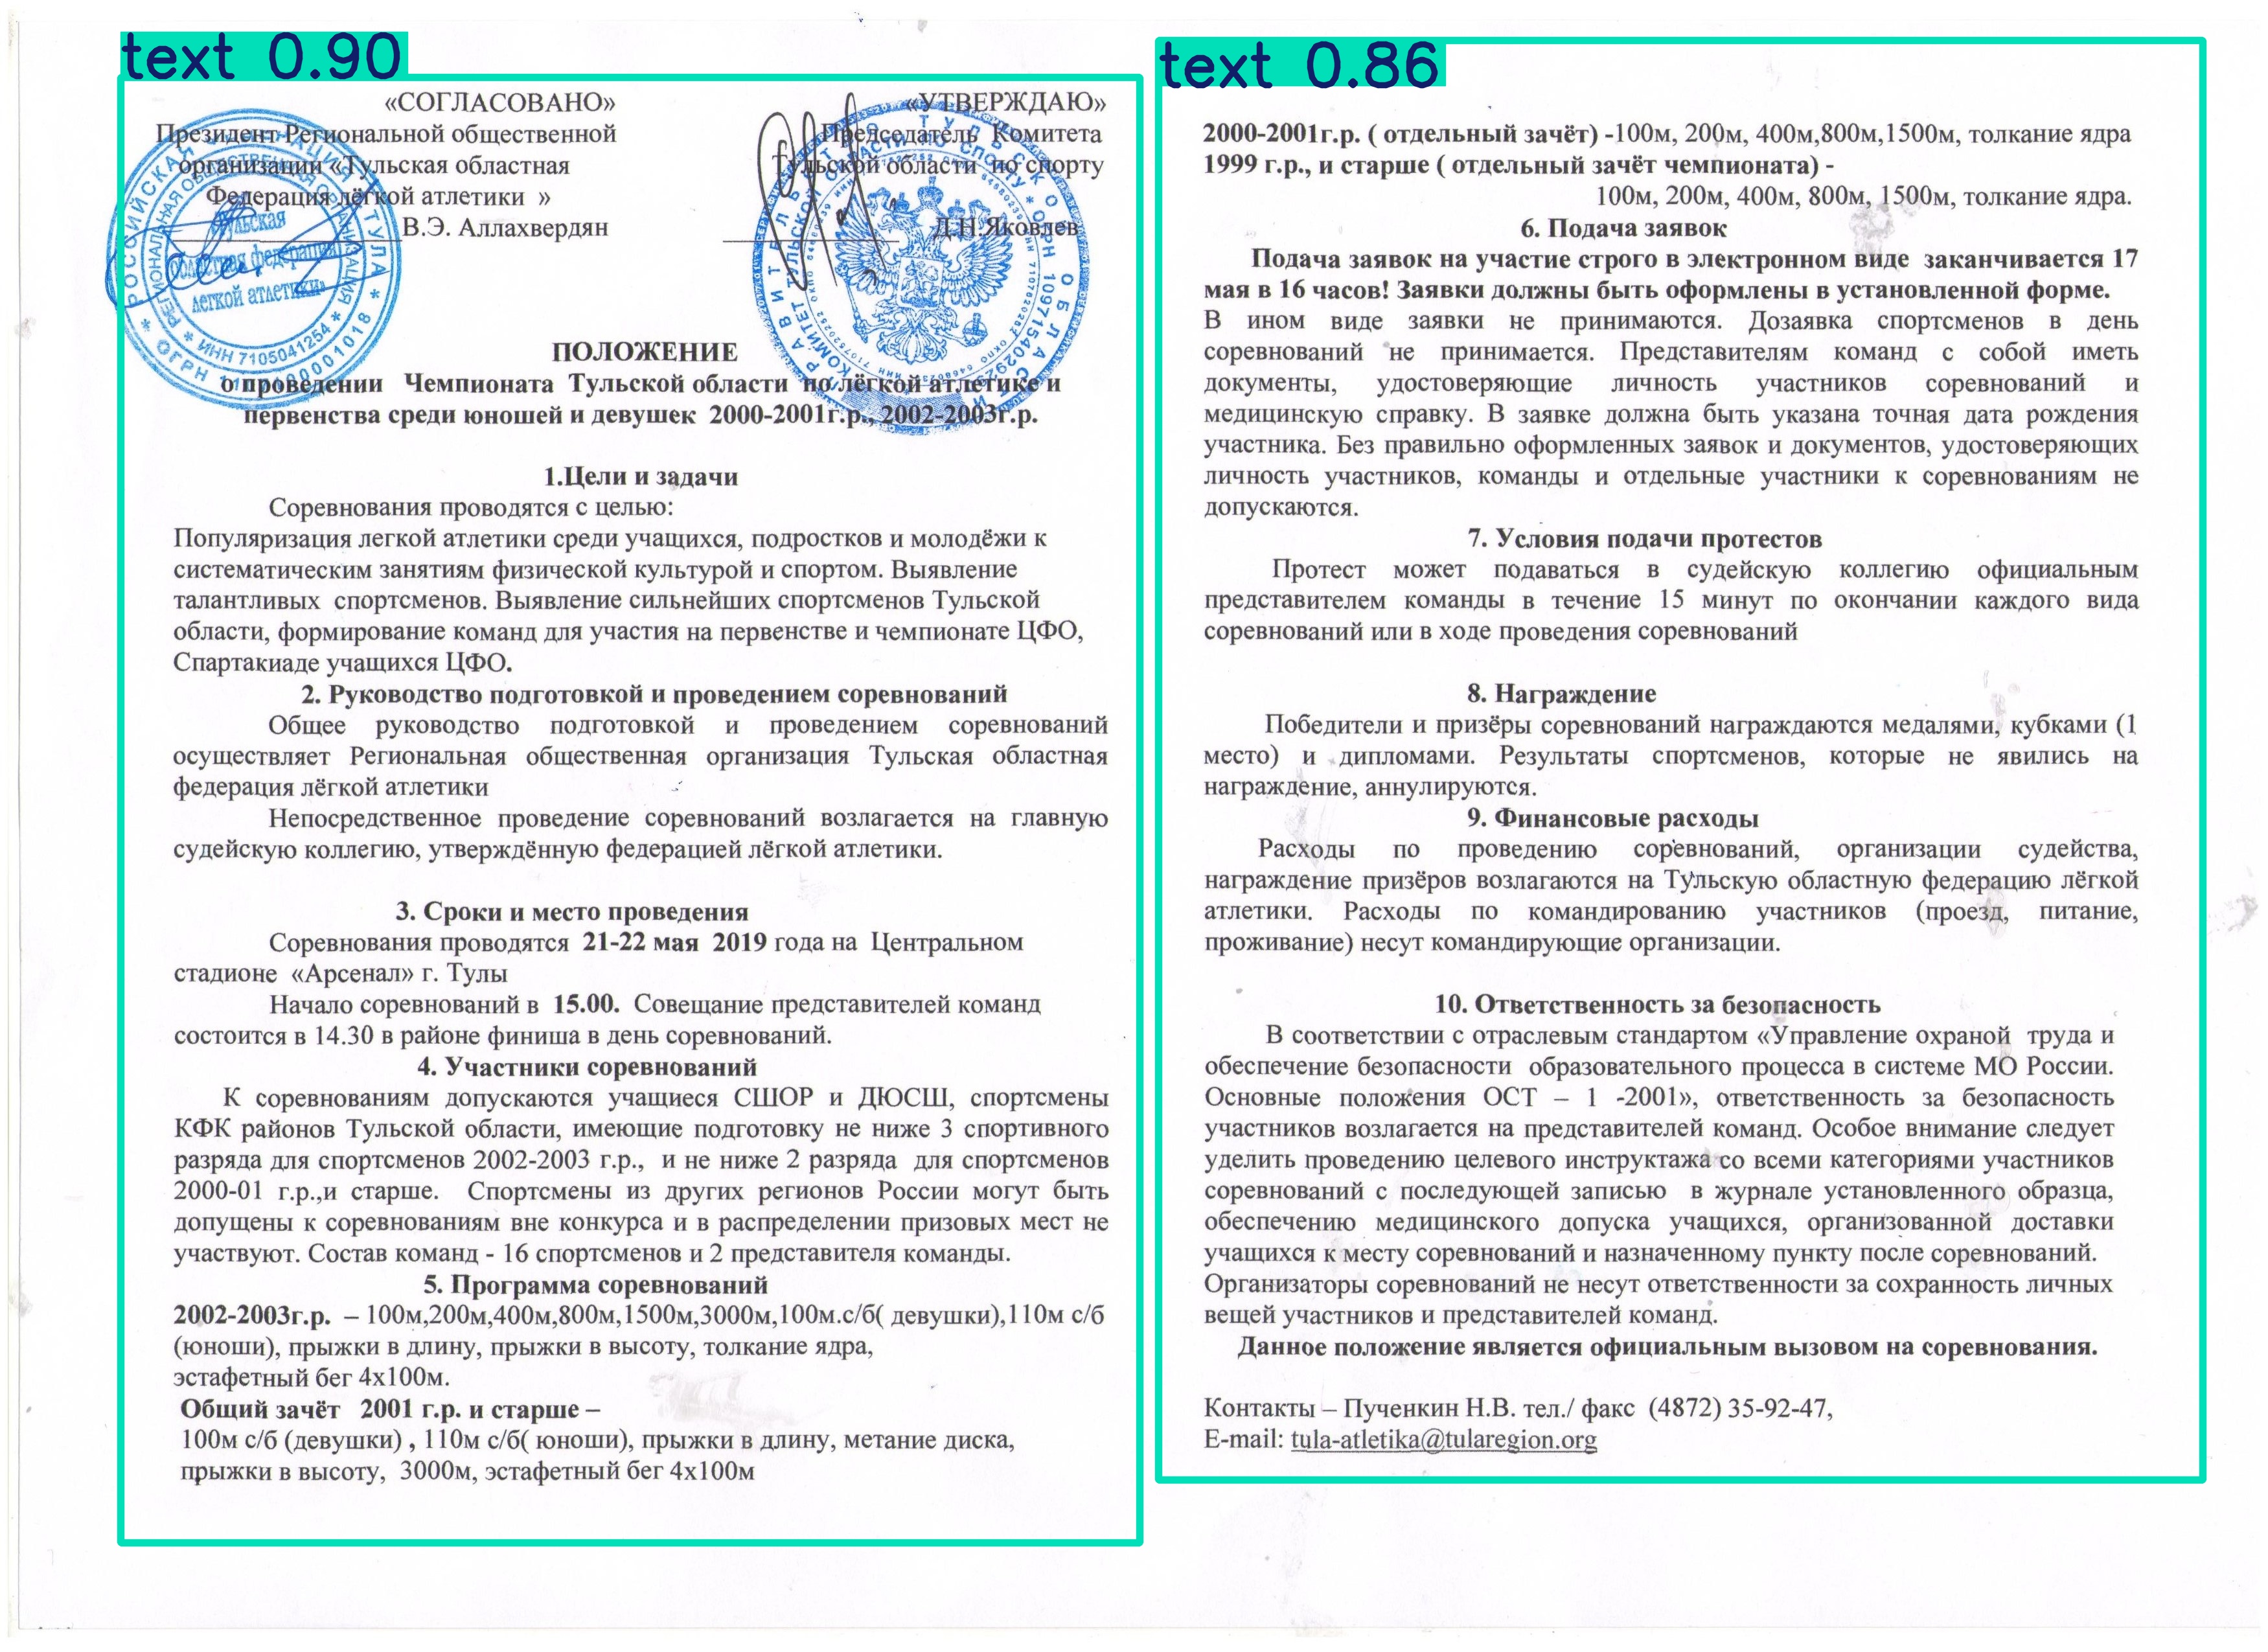 text 0.90
«СОГЛАСОВАНО»
Президент Региональной общественной
организации «Тульская областная
Федерация лёгкой атлетики »
В.Э. Аллахвердян
«УТВЕРЖДАЮ»
Председатель Комитета
Тульской области по спорту
Д.Н.Яковлев
ПОЛОЖЕНИЕ
о проведении Чемпионата Тульской области по лёгкой атлетике и
первенства среди юношей и девушек 2000-2001г.р., 2002-2003г.р.
1.Цели и задачи
Соревнования проводятся с целью:
Популяризация легкой атлетики среди учащихся, подростков и молодёжи к
систематическим занятиям физической культурой и спортом. Выявление
талантливых спортсменов. Выявление сильнейших спортсменов Тульской
области, формирование команд для участия на первенстве и чемпионате ЦФО,
Спартакиаде учащихся ЦФО.
2. Руководство подготовкой и проведением соревнований
Общее руководство подготовкой и проведением соревнований
осуществляет Региональная общественная организация Тульская областная
федерация лёгкой атлетики
Непосредственное проведение соревнований возлагается на главную
судейскую коллегию, утверждённую федерацией лёгкой атлетики.
3. Сроки и место проведения
Соревнования проводятся 21-22 мая 2019 года на Центральном
стадионе «Арсенал» г. Тулы
Начало соревнований в 15.00. Совещание представителей команд
состоится в 14.30 в районе финиша в день соревнований.
4. Участники соревнований
К соревнованиям допускаются учащиеся СШОР и ДЮСШ, спортсмены
КФК районов Тульской области, имеющие подготовку не ниже 3 спортивного
разряда для спортсменов 2002-2003 г.р., и не ниже 2 разряда для спортсменов
2000-01 г.р.,и старше. Спортсмены из других регионов России могут быть
допущены к соревнованиям вне конкурса и в распределении призовых мест не
участвуют. Состав команд - 16 спортсменов и 2 представителя команды.
5. Программа соревнований
2002-2003г.р. – 100м,200м,400м,800м,1500м,3000м,100м.с/б( девушки),110м с/б
(юноши), прыжки в длину, прыжки в высоту, толкание ядра,
эстафетный бег 4х100м.
Общий зачёт 2001 г.р. и старше –
100м с/б (девушки) , 110м с/б( юноши), прыжки в длину, метание диска,
прыжки в высоту, 3000м, эстафетный бег 4х100м
text 0.86
2000-2001г.р. ( отдельный зачёт) -100м, 200м, 400м,800м,1500м, толкание ядра
1999 г.р., и старше ( отдельный зачёт чемпионата) -
100м, 200м, 400м, 800м, 1500м, толкание ядра.
6. Подача заявок
Подача заявок на участие строго в электронном виде заканчивается 17
мая в 16 часов! Заявки должны быть оформлены в установленной форме.
В ином виде заявки не принимаются. Дозаявка спортсменов в день
соревнований не принимается. Представителям команд с собой иметь
документы, удостоверяющие личность участников соревнований и
медицинскую справку. В заявке должна быть указана точная дата рождения
участника. Без правильно оформленных заявок и документов, удостоверяющих
личность участников, команды и отдельные участники к соревнованиям не
допускаются.
7. Условия подачи протестов
Протест может подаваться в судейскую коллегию официальным
представителем команды в течение 15 минут по окончании каждого вида
соревнований или в ходе проведения соревнований
8. Награждение
Победители и призёры соревнований награждаются медалями, кубками (1
место) и дипломами. Результаты спортсменов, которые не явились на
награждение, аннулируются.
9. Финансовые расходы
Расходы по проведению соревнований, организации судейства,
награждение призёров возлагаются на Тульскую областную федерацию лёгкой
атлетики. Расходы по командированию участников (проезд, питание,
проживание) несут командирующие организации.
10. Ответственность за безопасность
В соответствии с отраслевым стандартом «Управление охраной труда и
обеспечение безопасности образовательного процесса в системе МО России.
Основные положения ОСТ – 1 -2001», ответственность за безопасность
участников возлагается на представителей команд. Особое внимание следует
уделить проведению целевого инструктажа со всеми категориями участников
соревнований с последующей записью в журнале установленного образца,
обеспечению медицинского допуска учащихся, организованной доставки
учащихся к месту соревнований и назначенному пункту после соревнований.
Организаторы соревнований не несут ответственности за сохранность личных
вещей участников и представителей команд.
Данное положение является официальным вызовом на соревнования.
Контакты – Пученкин Н.В. тел./ факс (4872) 35-92-47,
E-mail: tula-atletika@tularegion.org